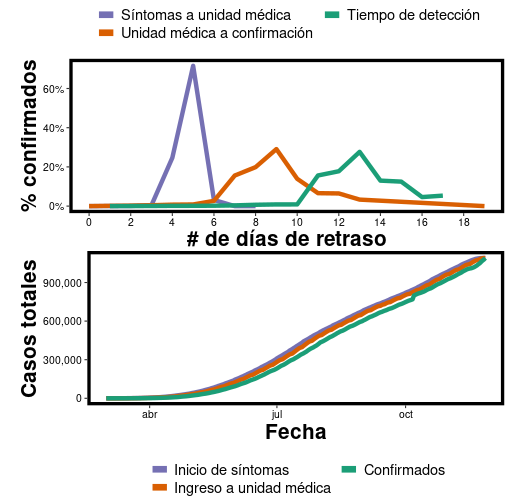 Síntomas a unidad médica
Tiempo de detección
Unidad médica a confirmación
% confirmados
60%
40%
20%
0%
0 2 4 6 8 10 12 14 16 18
# de días de retraso
Casos totales
900,000
600,000
300,000
0
abr jul oct
Fecha
Inicio de síntomas
Confirmados
Ingreso a unidad médica